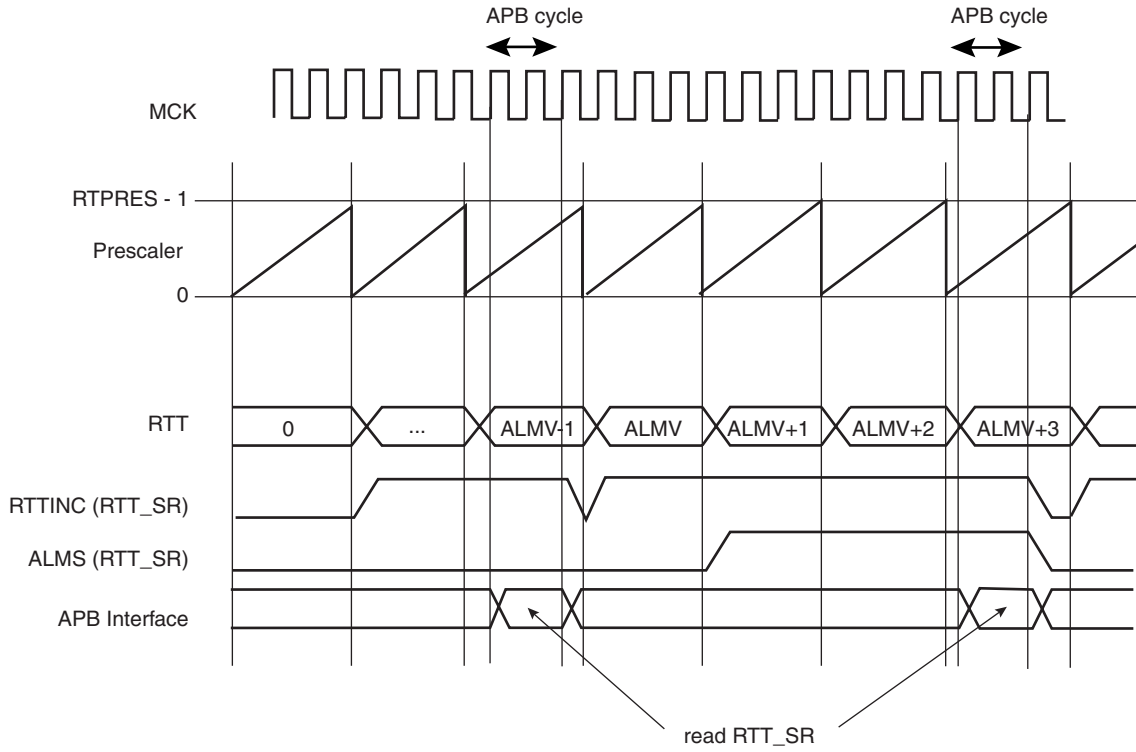 APB cycle
APB cycle
MCK
RTPRES - 1
Prescaler
0
RTT
0
...
ALMV-1
ALMV
ALMV+1
ALMV+2
ALMV+3
RTTINC (RTT_SR)
ALMS (RTT_SR)
APB Interface
read RTT_SR